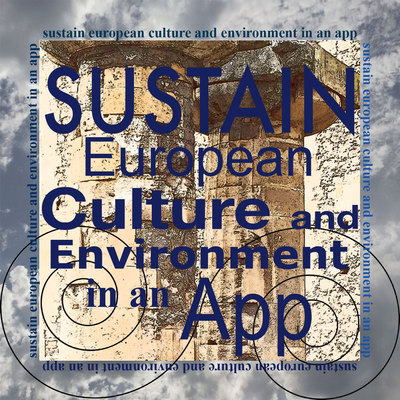 sustain european culture and environment in an app
SUSTAIN
European
Culture and
Environment
in an App
sustain european culture and environment in an app
sustain european culture and environment in an app
sustain european culture and environment in an app